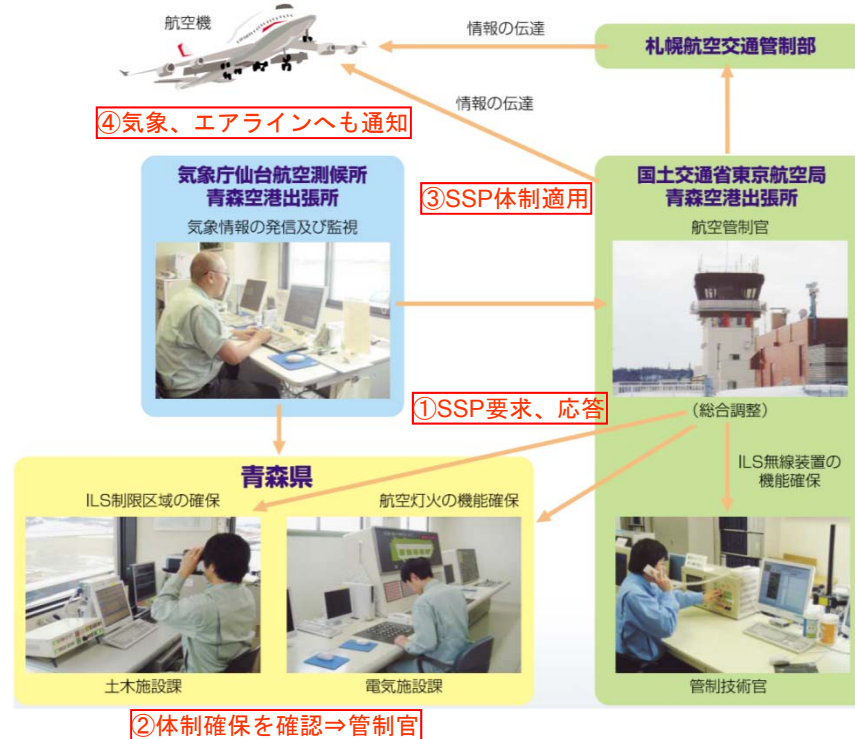 航空機
情報の伝達
札幌航空交通管制部
情報の伝達
④気象、エアラインへも通知
気象庁仙台航空測候所
青森空港出張所
気象情報の発信及び監視
③SSP体制適用
国土交通省東京航空局
青森空港出張所
航空管制官
①SSP要求、応答
(総合調整)
ILS無線装置の
機能確保
青森県
ILS制限区域の確保
航空灯火の機能確保
土木施設課
電気施設課
管制技術官
②体制確保を確認⇒管制官